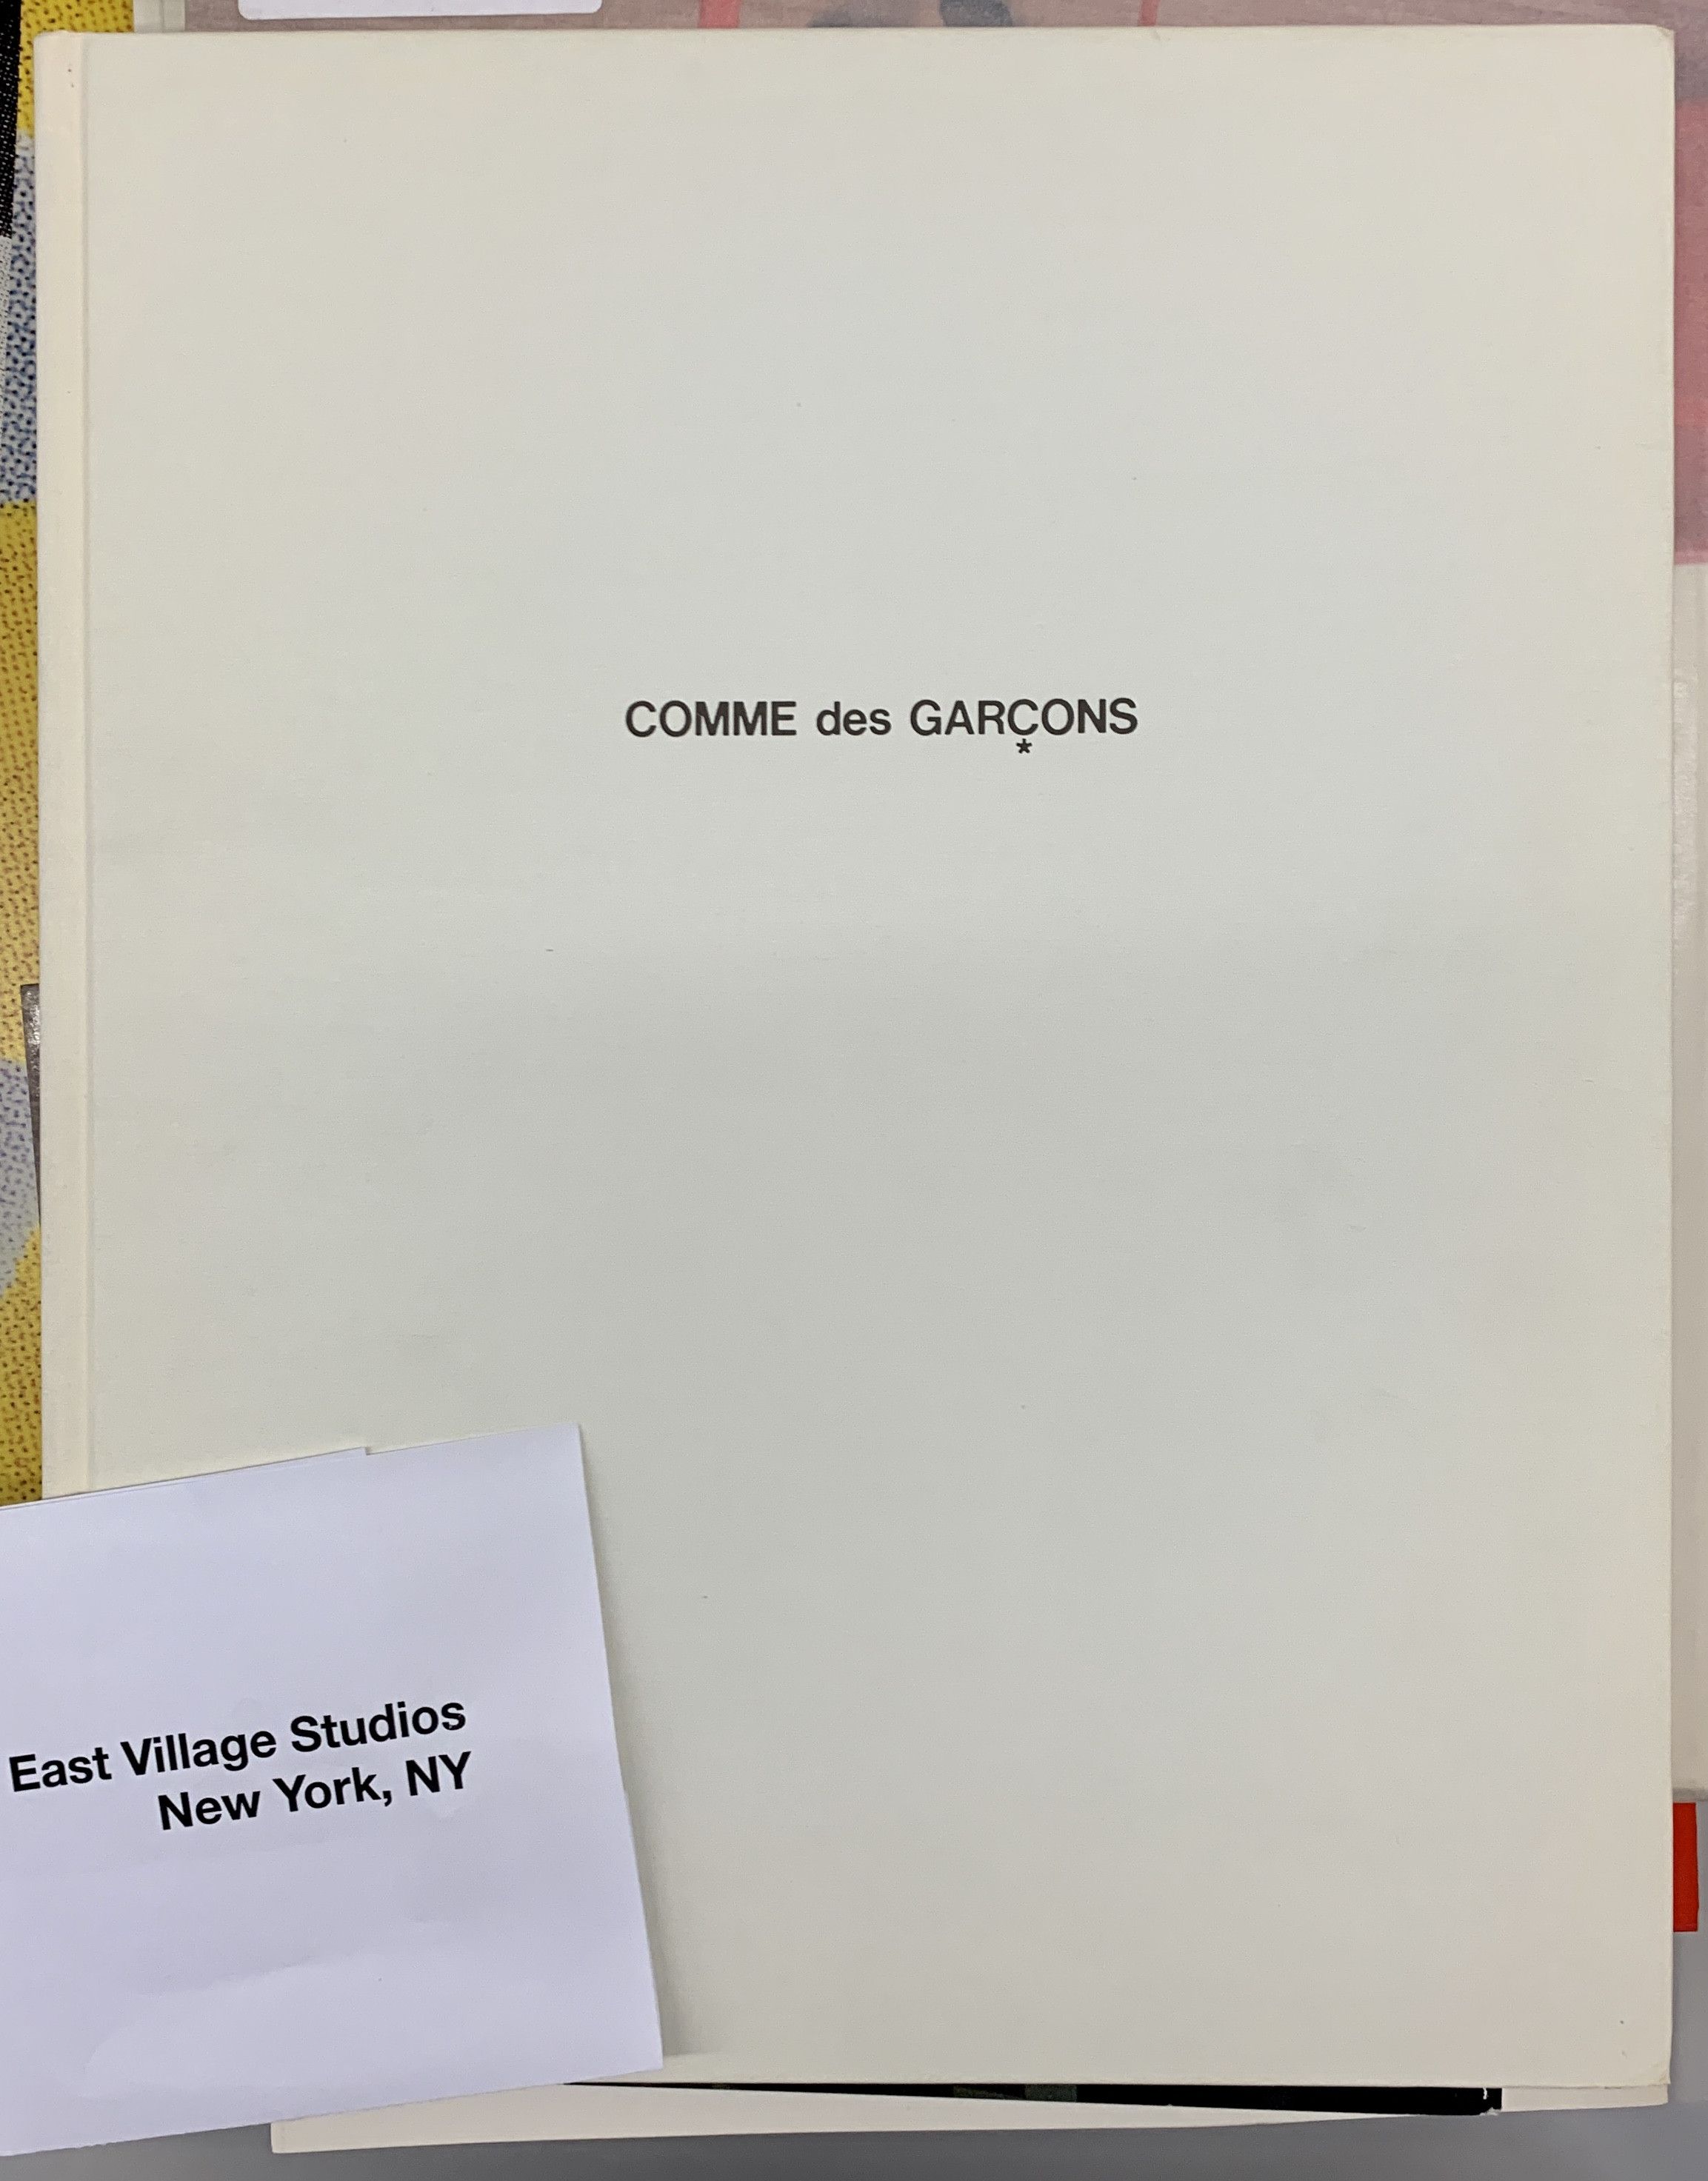 COMME des GARÇONS
*
East Village Studios
New York, NY